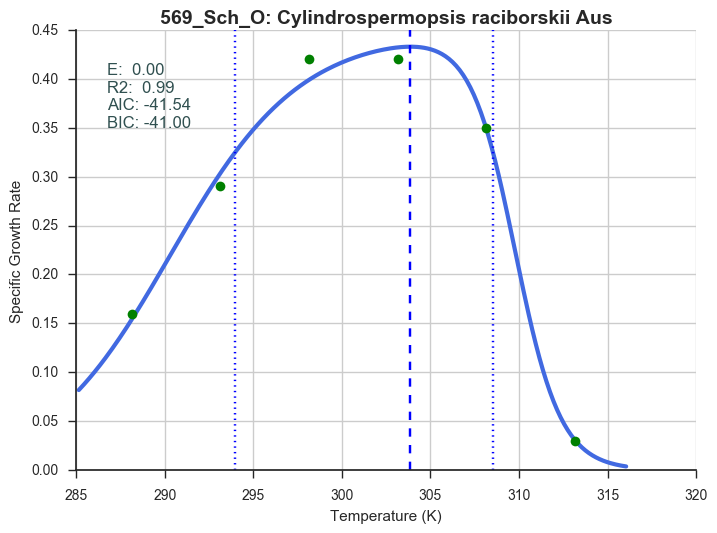 569_Sch_O: Cylindrospermopsis raciborskii Aus
E: 0.00
R2: 0.99
AIC: -41.54
BIC: -41.00
0.45
0.40
0.35
0.30
0.25
0.20
0.15
0.10
0.05
0.00
Specific Growth Rate
285 290 295 300 305 310 315 320
Temperature (K)